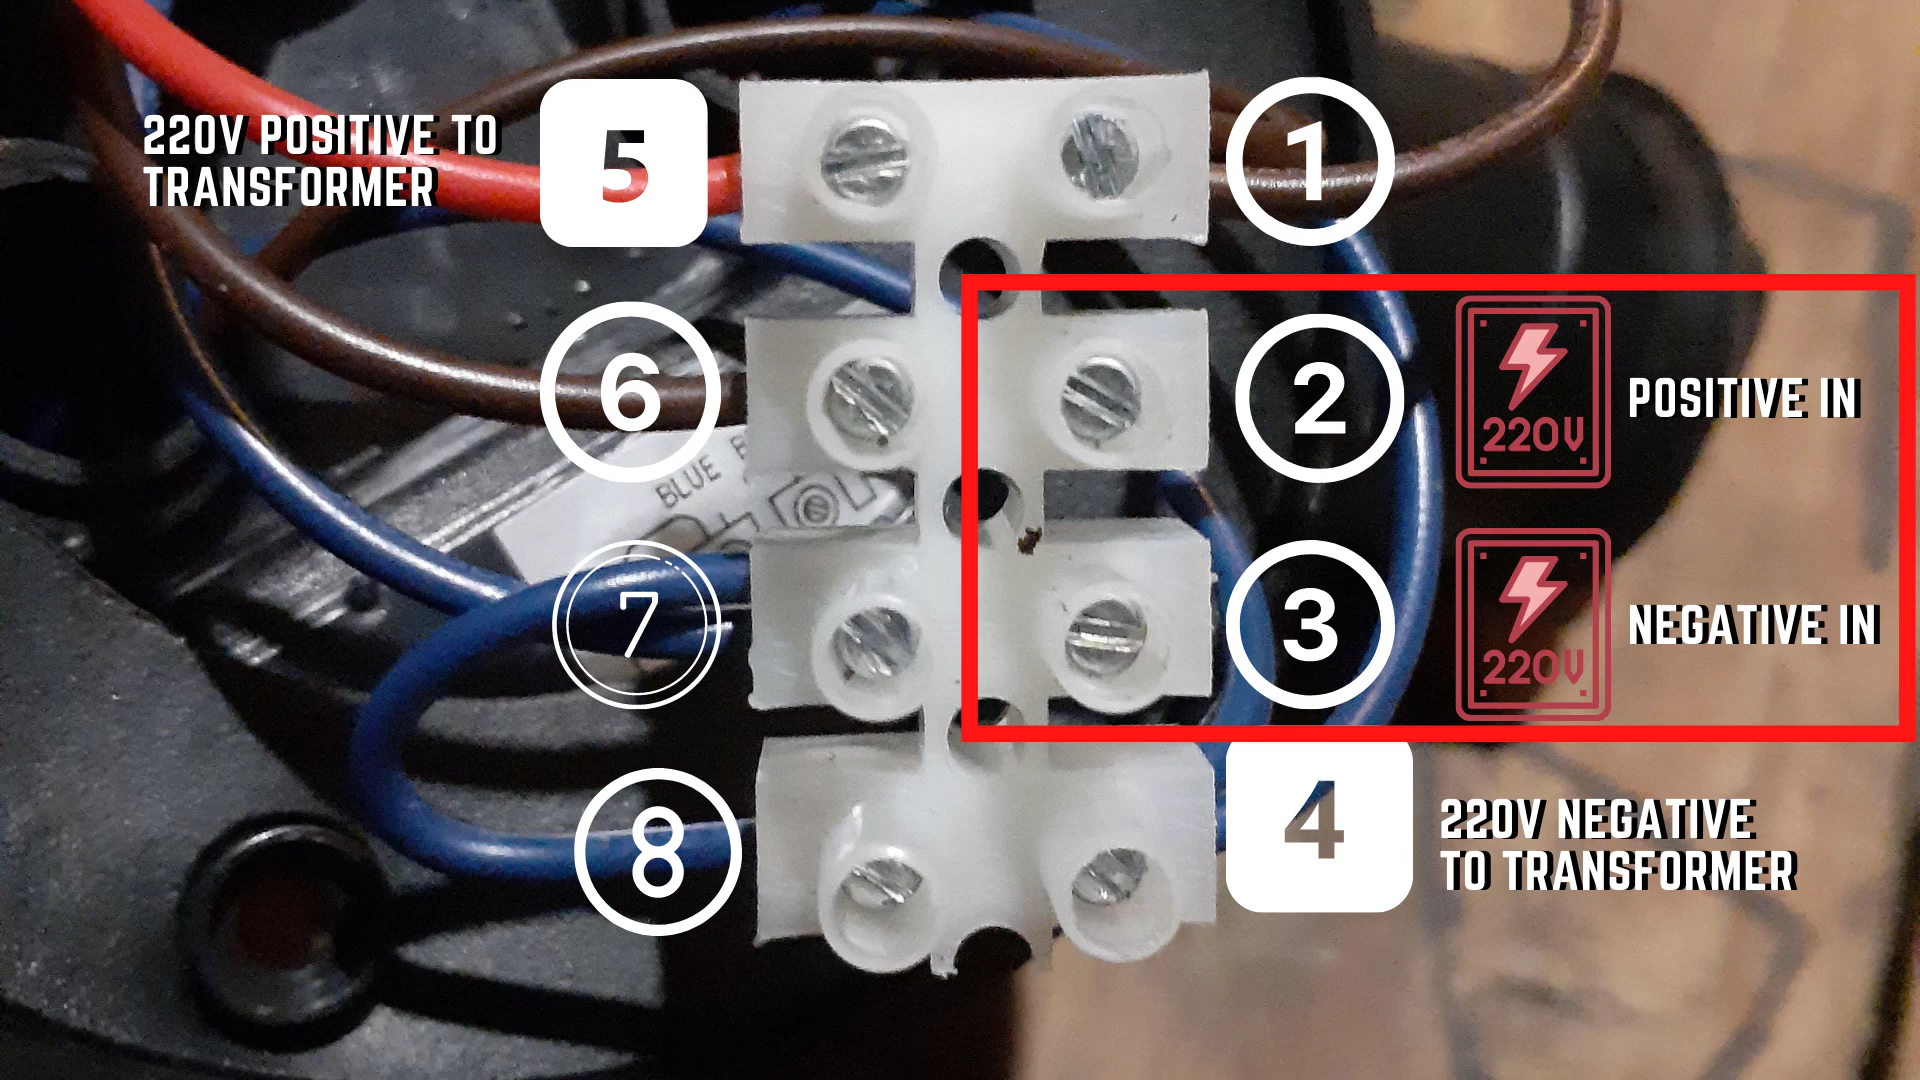 220V POSITIVE TO
TRANSFORMER
5
1
6
2
220V
POSITIVE IN
BLUE
7
3
220V
NEGATIVE IN
8
4
220V NEGATIVE
TO TRANSFORMER